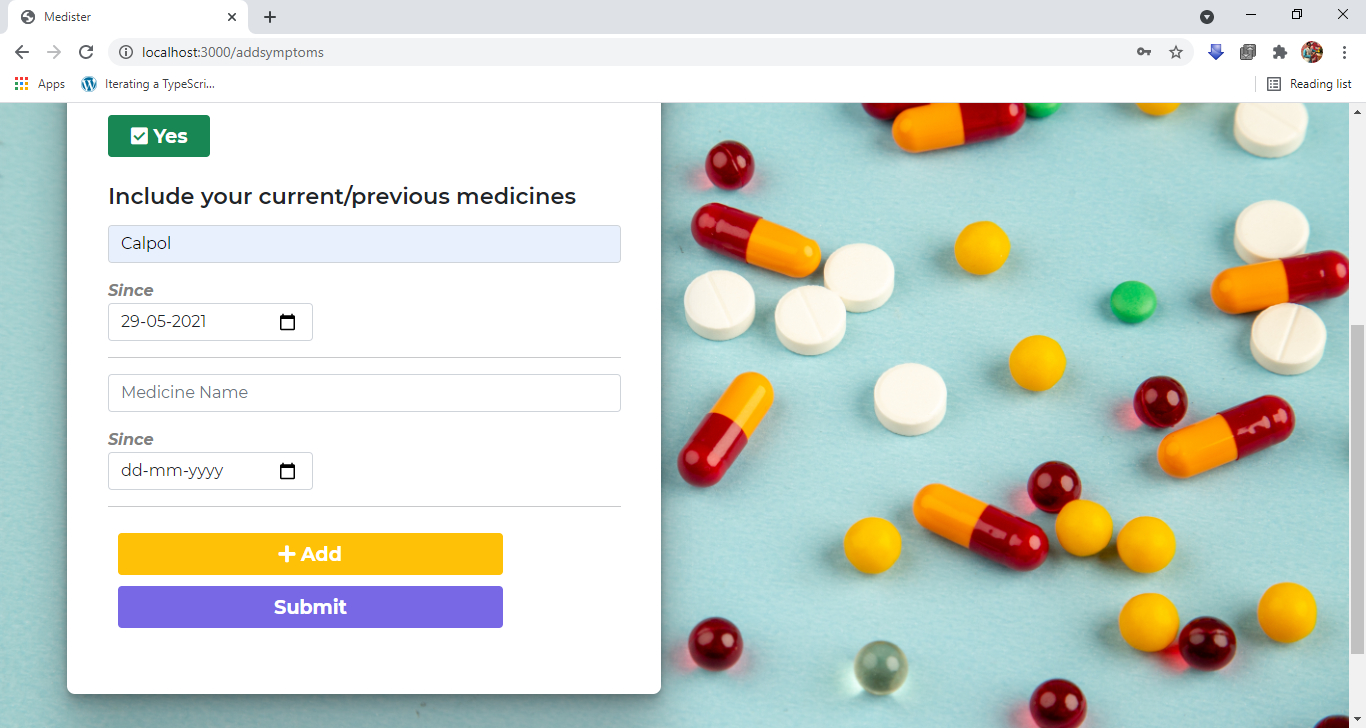 Medister
localhost:3000/addsymptoms
Apps
Iterating a TypeScri...
Reading list
Yes
Include your current/previous medicines
Calpol
Since
29-05-2021
Medicine Name
Since
dd-mm-yyyy
Add
Submit